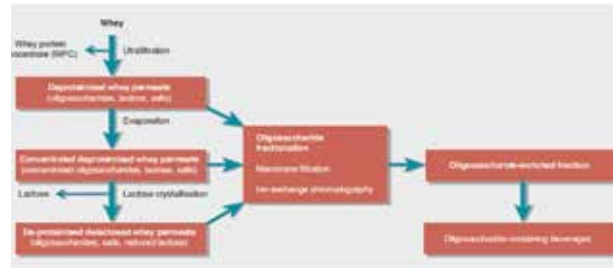 Whey
Whey protein
concentrate (WPC)
Ultrafiltration
Deproteinised whey permeate
(oligosaccharides, lactose, salts)
Evaporation
Concentrated deproteinised whey permeate
(concentrated oligosaccharides, lactose, salts)
Lactose
Lactose crystallisation
De-proteinised delactosed whey permeate
(oligosaccharides, salts, reduced lactose)
Oligosaccharide
fractionation
Membrane filtration
Ion-exchange chromatography
Oligosaccharide-enriched fraction
Oligosaccharide-containing beverages